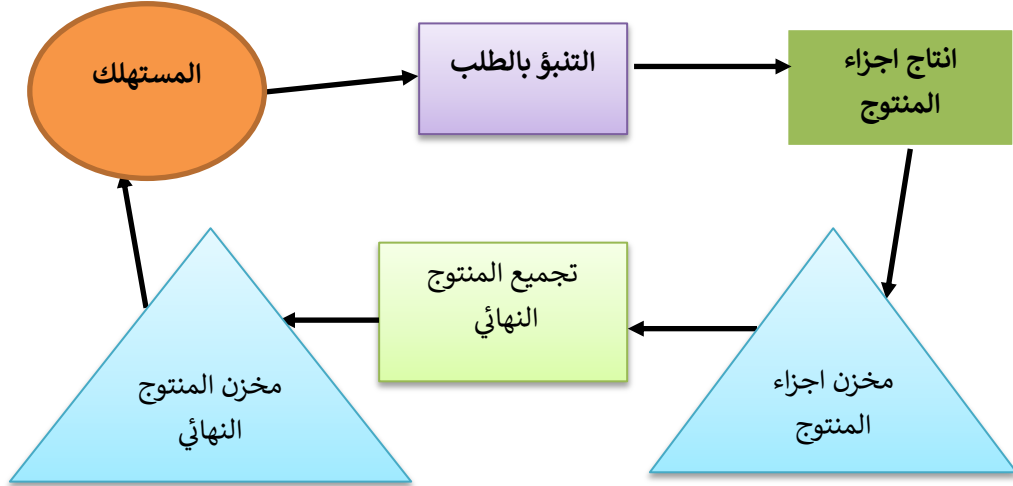 المستهلك
التنبؤ بالطلب
انتاج اجزاء
المنتوج
مخزن اجزاء
المنتوج
تجميع المنتوج
النهائي
مخزن المنتوج
النهائي